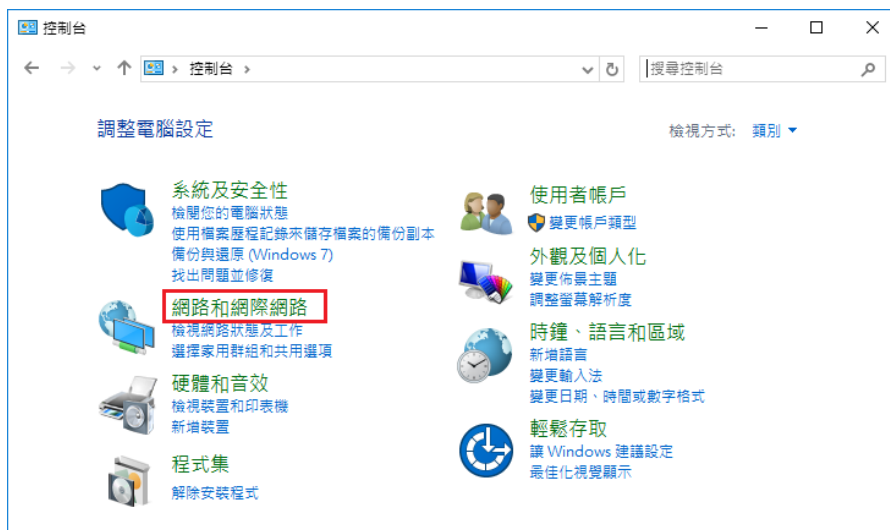 控制台
控制台
搜尋控制台
調整電腦設定
檢視方式: 類別
系統及安全性
檢閱您的電腦狀態
使用檔案歷程記錄來儲存檔案的備份副本
備份與還原 (Windows 7)
找出問題並修復
網路和網際網路
檢視網路狀態及工作
選擇家用群組和共用選項
硬體和音效
檢視裝置和印表機
新增裝置
程式集
解除安裝程式
使用者帳戶
變更帳戶類型
外觀及個人化
變更佈景主題
調整螢幕解析度
時鐘、語言和區域
新增語言
變更輸入法
變更日期、時間或數字格式
輕鬆存取
讓 Windows 建議設定
最佳化視覺顯示